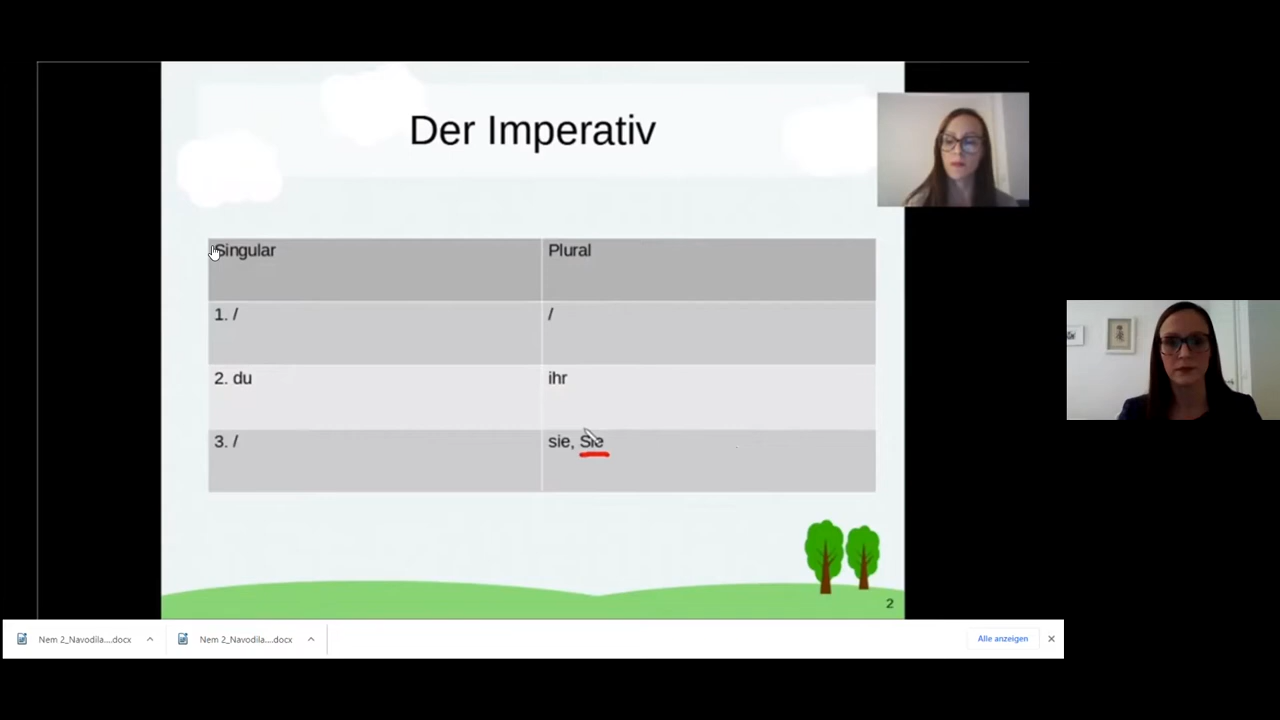 Der Imperativ
Singular Plural
1. / /
2. du ihr
3. / sie, Sie
2
Nem 2_Navodila....docx Nem 2_Navodila....docx Alle anzeigen